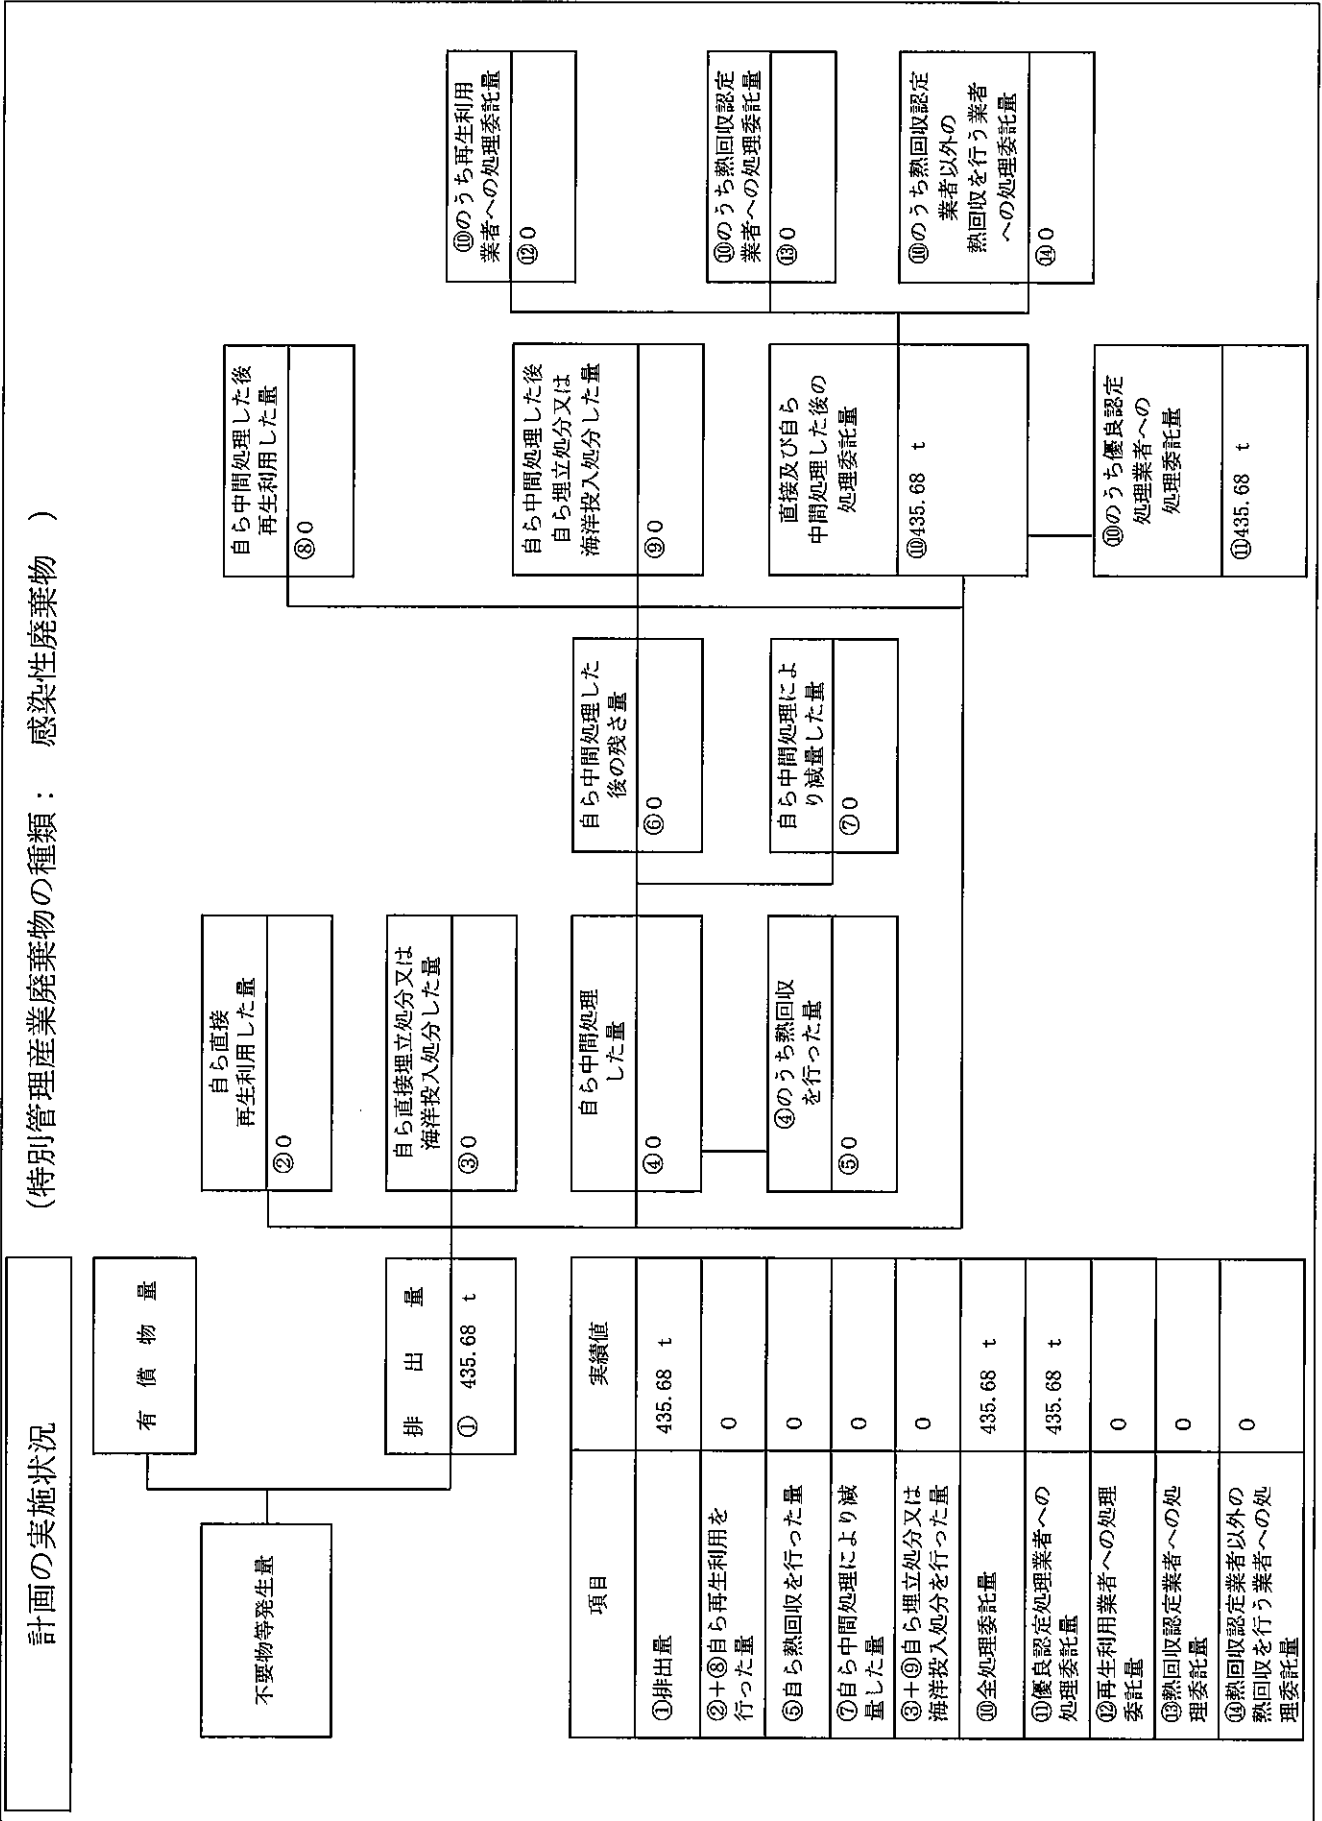 計画の実施状況
(特別管理産業廃棄物の種類： 感染性廃棄物 )
不要物等発生量
有 償 物 量
排 出 量
① 435.68 t
自ら直接
再生利用した量
②0
自ら直接埋立処分又は
海洋投入処分した量
③0
自ら中間処理
した量
④0
④のうち熱回収
を行った量
⑤0
自ら中間処理した
後の残さ量
⑥0
自ら中間処理によ
り減量した量
⑦0
自ら中間処理した後
再生利用した量
⑧0
自ら中間処理した後
自ら埋立処分又は
海洋投入処分した量
⑨0
直接及び自ら
中間処理した後の
処理委託量
⑩435.68 t
⑩のうち優良認定
処理業者への
処理委託量
⑪435.68 t
⑩のうち再生利用
業者への処理委託量
⑫0
⑩のうち熱回収認定
業者への処理委託量
⑬0
⑩のうち熱回収認定
業者以外の
熱回収を行う業者
への処理委託量
⑭0
項目 実績値
①排出量 435.68 t
②+⑧自ら再生利用を
行った量 0
⑤自ら熱回収を行った量 0
⑦自ら中間処理により減
量した量 0
③+⑨自ら埋立処分又は
海洋投入処分を行った量 0
⑩全処理委託量 435.68 t
⑪優良認定処理業者への
処理委託量 435.68 t
⑫再生利用業者への処理
委託量 0
⑬熱回収認定業者への処
理委託量 0
⑭熱回収認定業者以外の
熱回収を行う業者への処
理委託量 0